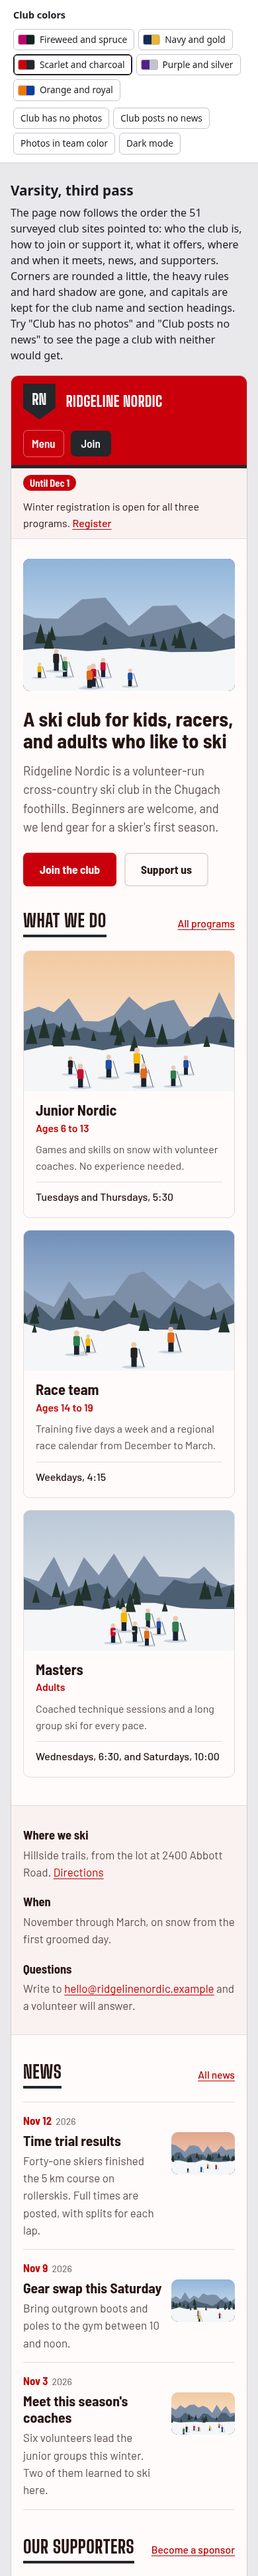 Club colors
Fireweed and spruce
Navy and gold
Scarlet and charcoal
Purple and silver
Orange and royal
Club has no photos
Club posts no news
Photos in team color
Dark mode
Varsity, third pass
The page now follows the order the 51
surveyed club sites pointed to: who the club is,
how to join or support it, what it offers, where
and when it meets, news, and supporters.
Corners are rounded a little, the heavy rules
and hard shadow are gone, and capitals are
kept for the club name and section headings.
Try "Club has no photos" and "Club posts no
news" to see the page a club with neither
would get.
RN
RIDGELINE NORDIC
Menu
Join
Until Dec 1
Winter registration is open for all three
programs. Register
A ski club for kids, racers,
and adults who like to ski
Ridgeline Nordic is a volunteer-run
cross-country ski club in the Chugach
foothills. Beginners are welcome, and
we lend gear for a skier's first season.
Join the club
Support us
WHAT WE DO
All programs
Junior Nordic
Ages 6 to 13
Games and skills on snow with volunteer
coaches. No experience needed.
Tuesdays and Thursdays, 5:30
Race team
Ages 14 to 19
Training five days a week and a regional
race calendar from December to March.
Weekdays, 4:15
Masters
Adults
Coached technique sessions and a long
group ski for every pace.
Wednesdays, 6:30, and Saturdays, 10:00
Where we ski
Hillside trails, from the lot at 2400 Abbott
Road. Directions
When
November through March, on snow from the
first groomed day.
Questions
Write to hello@ridgelinenordic.example and
a volunteer will answer.
NEWS
All news
Nov 12 2026
Time trial results
Forty-one skiers finished
the 5 km course on
rollerskis. Full times are
posted, with splits for each
lap.
Nov 9 2026
Gear swap this Saturday
Bring outgrown boots and
poles to the gym between 10
and noon.
Nov 3 2026
Meet this season's
coaches
Six volunteers lead the
junior groups this winter.
Two of them learned to ski
here.
OUR SUPPORTERS
Become a sponsor